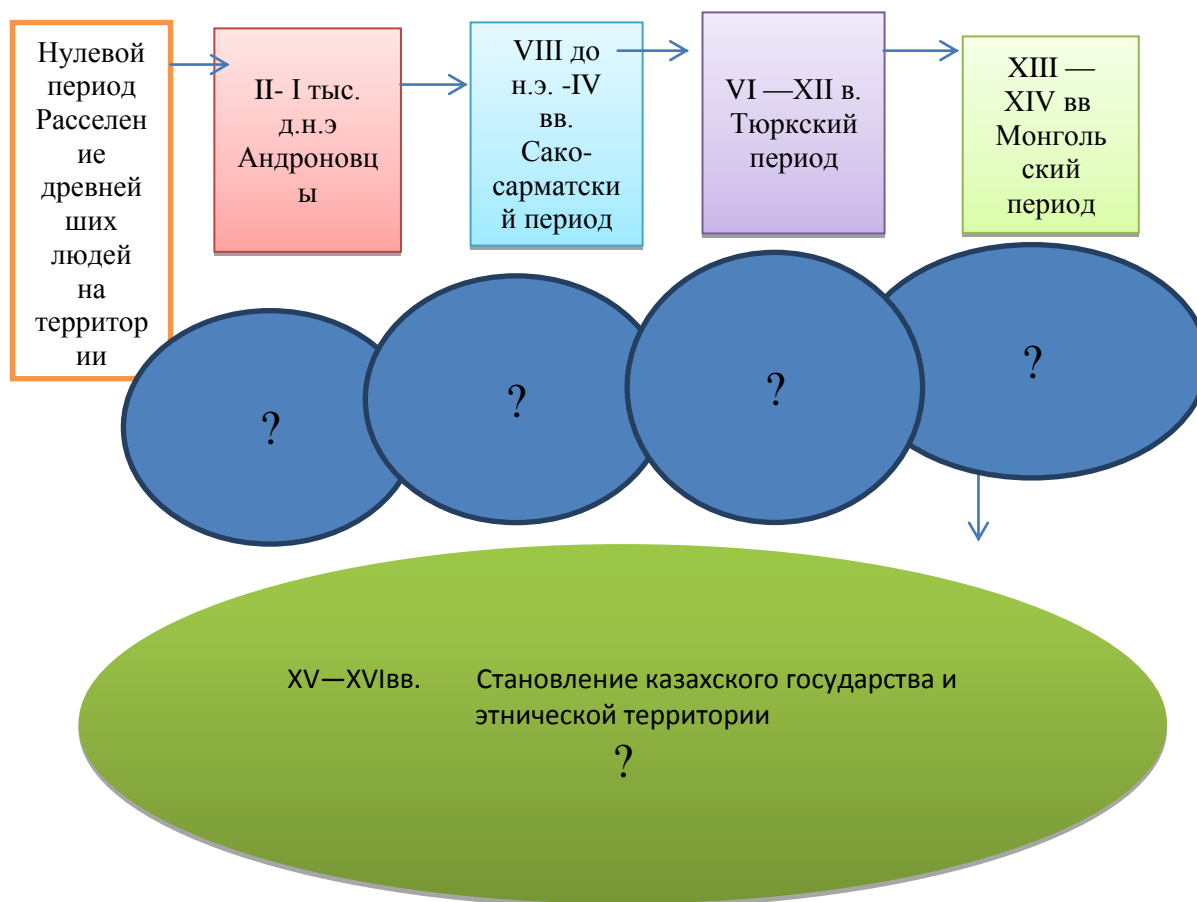 Нулевой
период
Расселен
ие
древней
ших
людей
на
территор
ии
II- I тыс.
д.н.э
Андроновц
ы
VIII до
н.э. -IV
вв.
Сако-
сарматски
й период
VI —XII в.
Тюркский
период
XIII —
XIV вв
Монголь
ский
период
?
?
?
?
XV—XVIвв. Становление казахского государства и
этнической территории
?